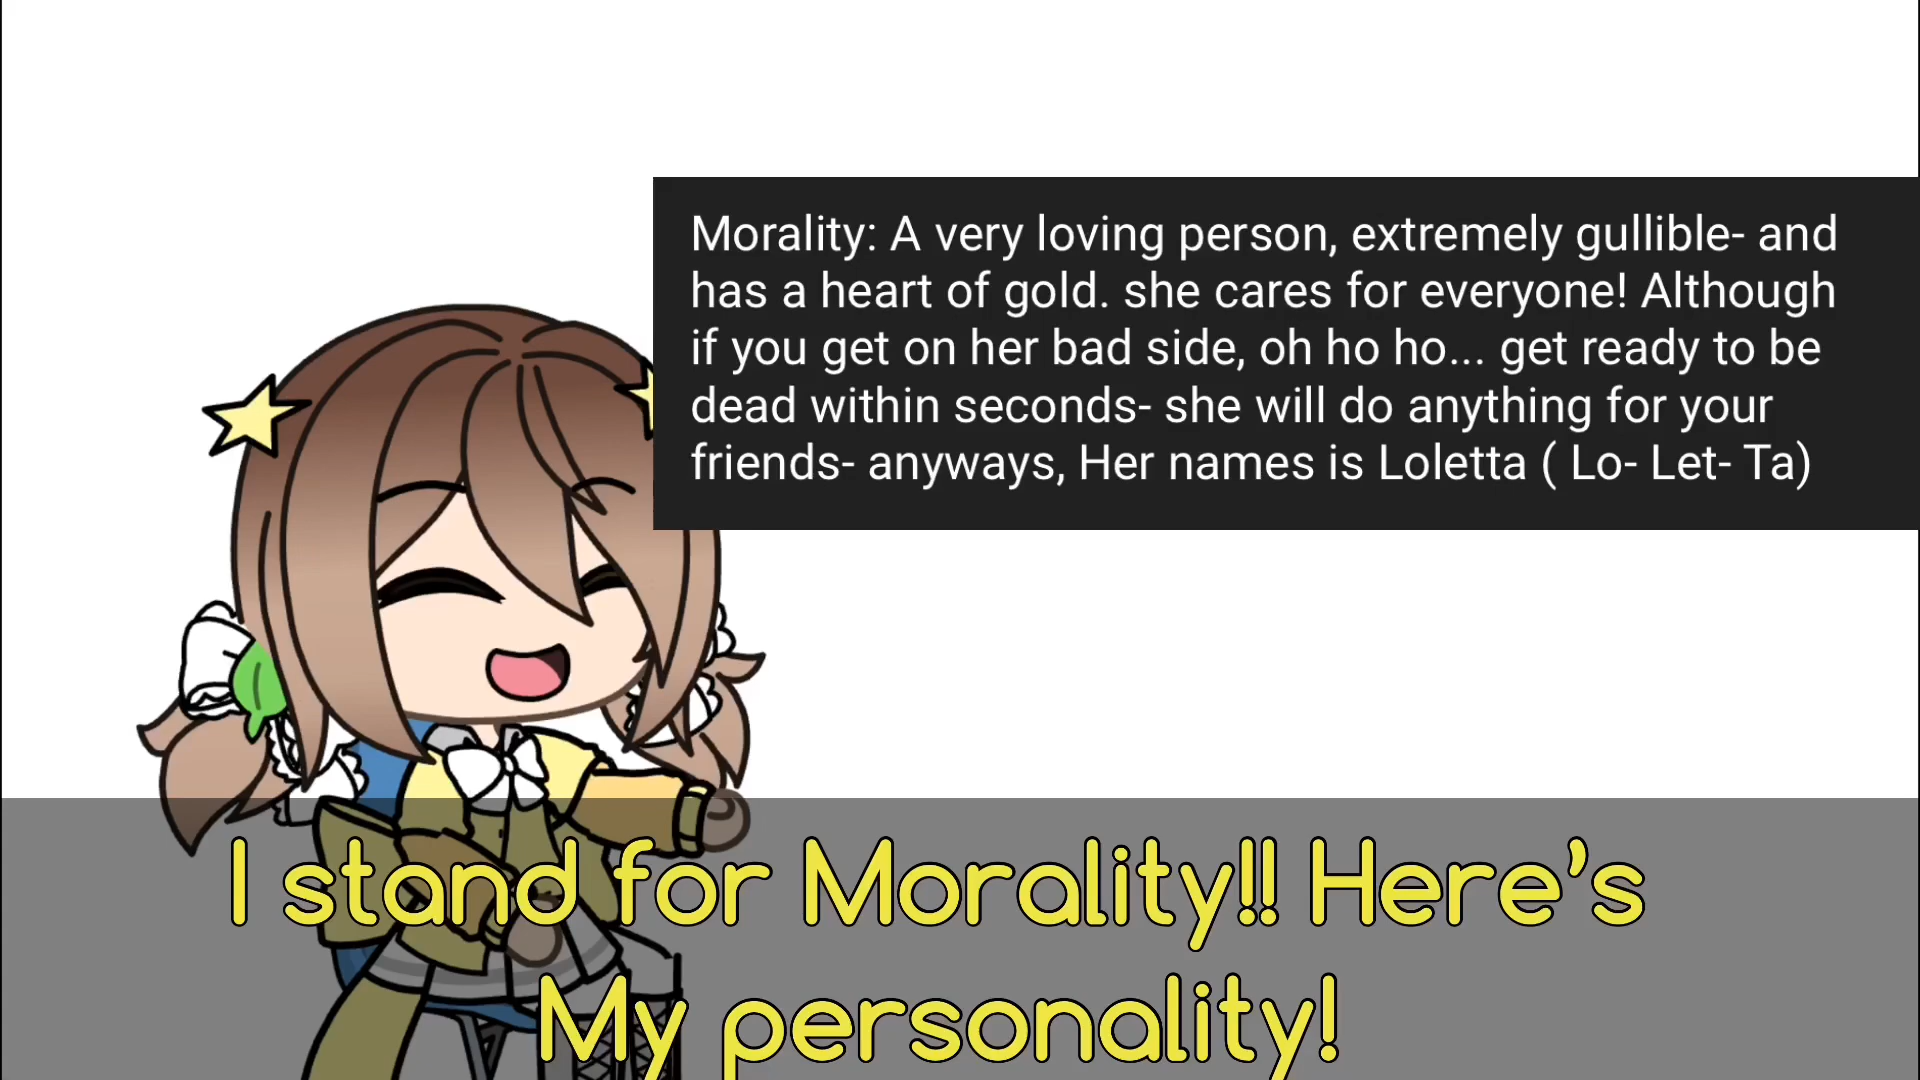 Morality: A very loving person, extremely gullible- and
has a heart of gold. she cares for everyone! Although
if you get on her bad side, oh ho ho... get ready to be
dead within seconds- she will do anything for your
friends- anyways, Her names is Loletta ( Lo- Let- Ta)
I stand for Morality!! Here’s
My personality!